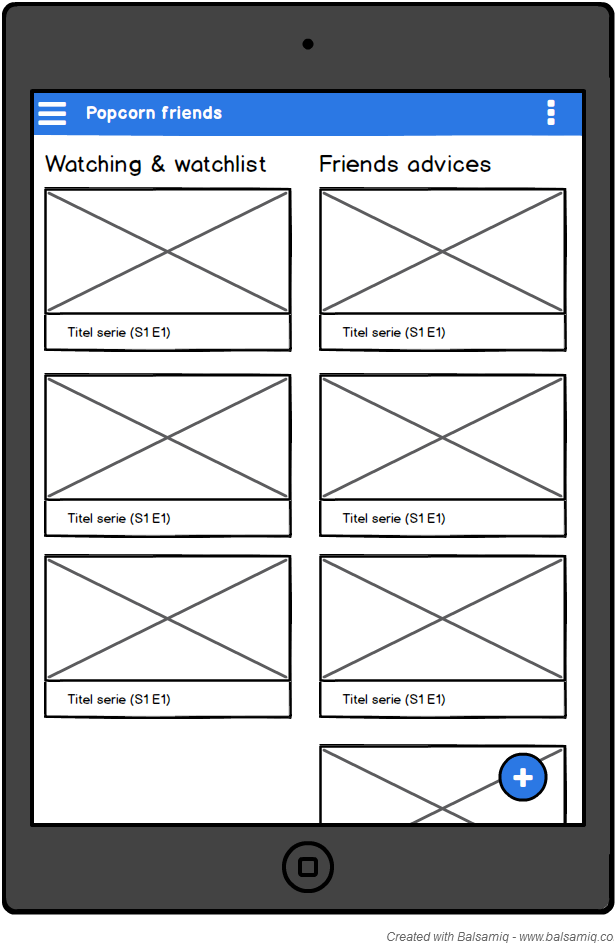 Popcorn friends
Watching & watchlist
Titel serie (S1 E1)
Titel serie (S1 E1)
Titel serie (S1 E1)
Friends advices
Titel serie (S1 E1)
Titel serie (S1 E1)
Titel serie (S1 E1)
Created with Balsamiq - www.balsamiq.co